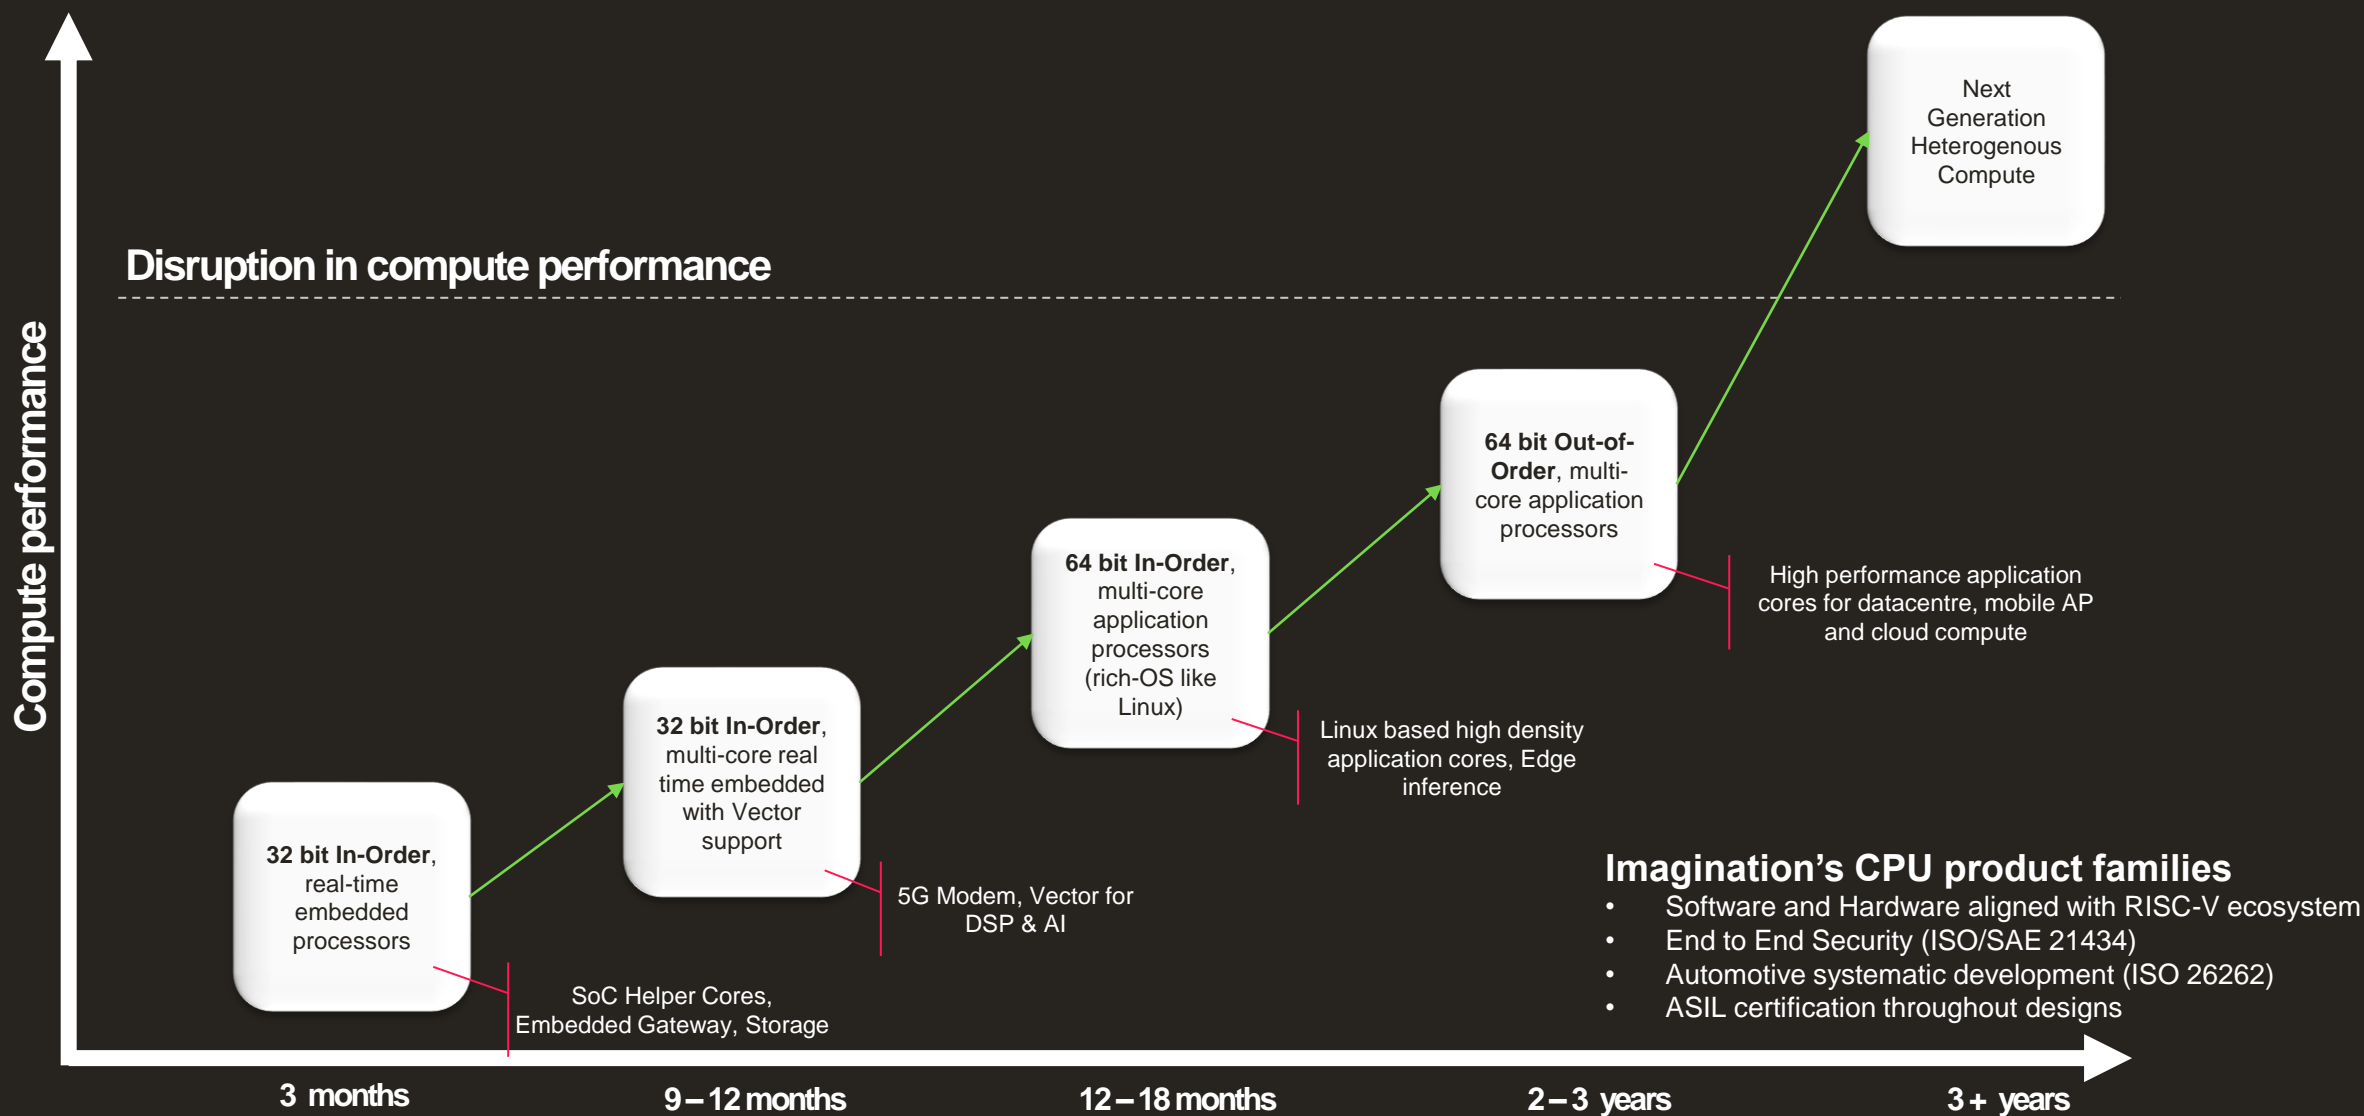 Compute performance
Disruption in compute performance
Next
Generation
Heterogenous
Compute
64 bit Out-of-
Order, multi-
core application
processors
High performance application
cores for datacentre, mobile AP
and cloud compute
64 bit In-Order,
multi-core
application
processors
(rich-OS like
Linux)
Linux based high density
application cores, Edge
inference
32 bit In-Order,
multi-core real
time embedded
with Vector
support
5G Modem, Vector for
DSP & AI
32 bit In-Order,
real-time
embedded
processors
SoC Helper Cores,
Embedded Gateway, Storage
Imagination’s CPU product families
• Software and Hardware aligned with RISC-V ecosystem
• End to End Security (ISO/SAE 21434)
• Automotive systematic development (ISO 26262)
• ASIL certification throughout designs
3 months
9 – 12 months
12 – 18 months
2 – 3 years
3 + years